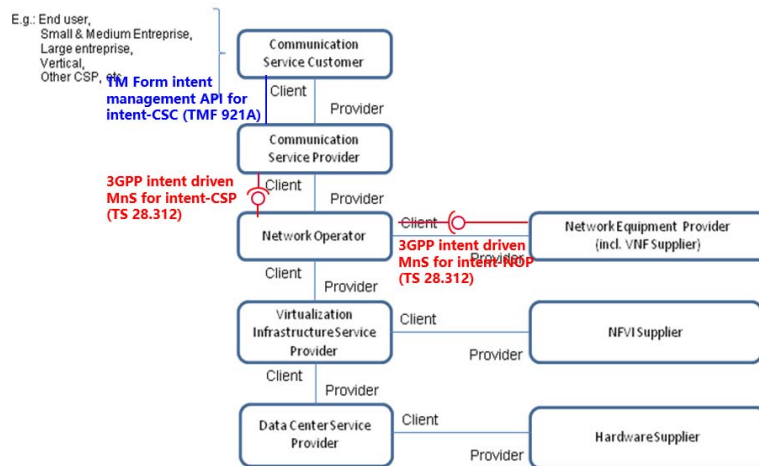 E.g.: End user,
Small & Medium Entreprise,
Large entreprise,
Vertical,
Other CSP, etc
Communication
Service Customer
TM Form intent
management API for
intent-CSC (TMF 921A)
Client
Provider
Communication
Service Provider
3GPP intent driven
MnS for intent-CSP
(TS 28.312)
Client
Provider
Network Operator
Client
3GPP intent driven
MnS for intent-NOP
(TS 28.312)
Provider
Network Equipment Provider
(incl. VNF Supplier)
Client
Provider
Virtualization
Infrastructure Service
Provider
Client
Provider
NFVI Supplier
Client
Provider
Data Center Service
Provider
Client
Provider
Hardware Supplier